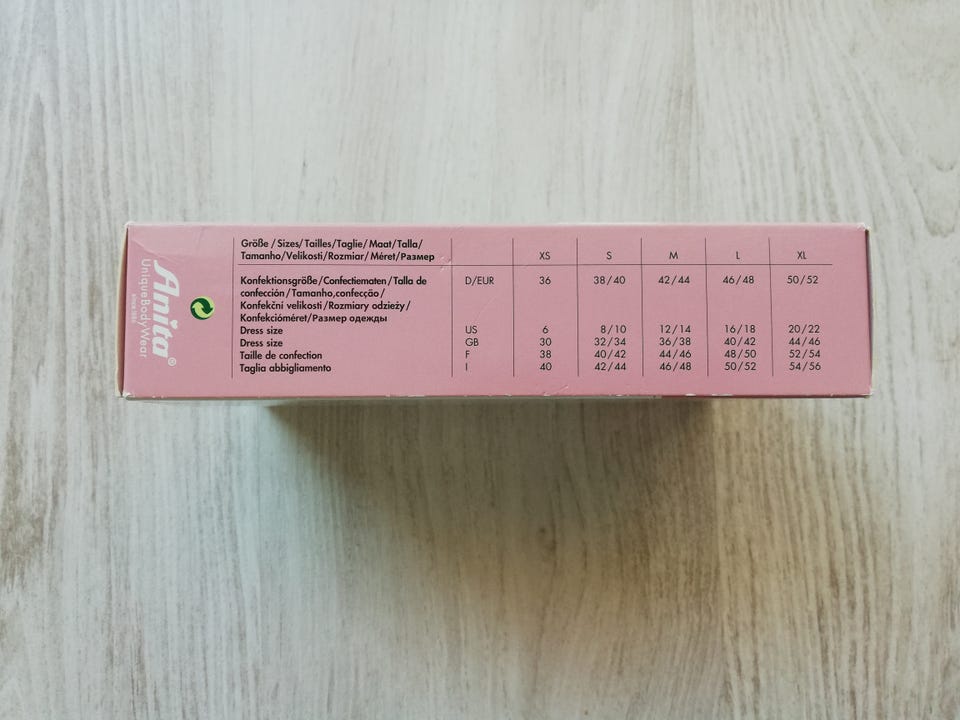 Größe / Sizes / Tailles / Taglie / Maat / Talla /
Tamanho / Velikosti / Rozmiar / Méret / Размер XS S M L XL
Konfektionsgröße / Confectiematen / Talla de D/EUR 36 38 / 40 42 / 44 46 / 48 50 / 52
confección / Tamanho,confecção /
Konfekční velikosti / Rozmiary odzieży /
Konfekcióméret / Размер одежды
Dress size US 6 8 / 10 12 / 14 16 / 18 20 / 22
Dress size GB 30 32 / 34 36 / 38 40 / 42 44 / 46
Taille de confection F 38 40 / 42 44 / 46 48 / 50 52 / 54
Taglia abbigliamento I 40 42 / 44 46 / 48 50 / 52 54 / 56
Anita®
UniqueBodyWear
since 1886